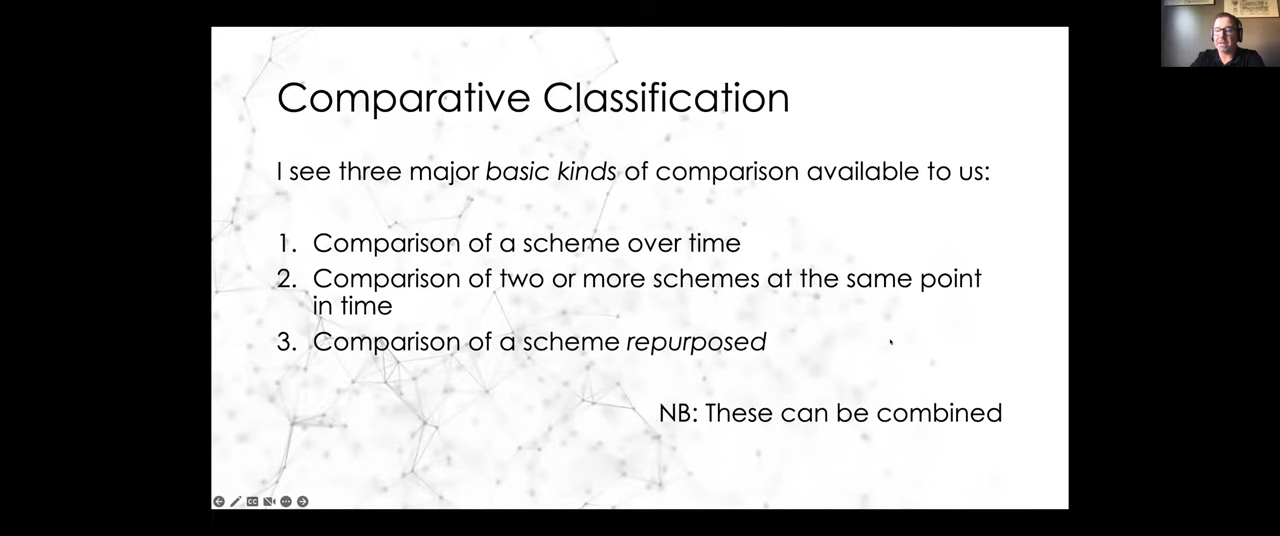 Comparative Classification
I see three major basic kinds of comparison available to us:
1. Comparison of a scheme over time
2. Comparison of two or more schemes at the same point
in time
3. Comparison of a scheme repurposed
NB: These can be combined